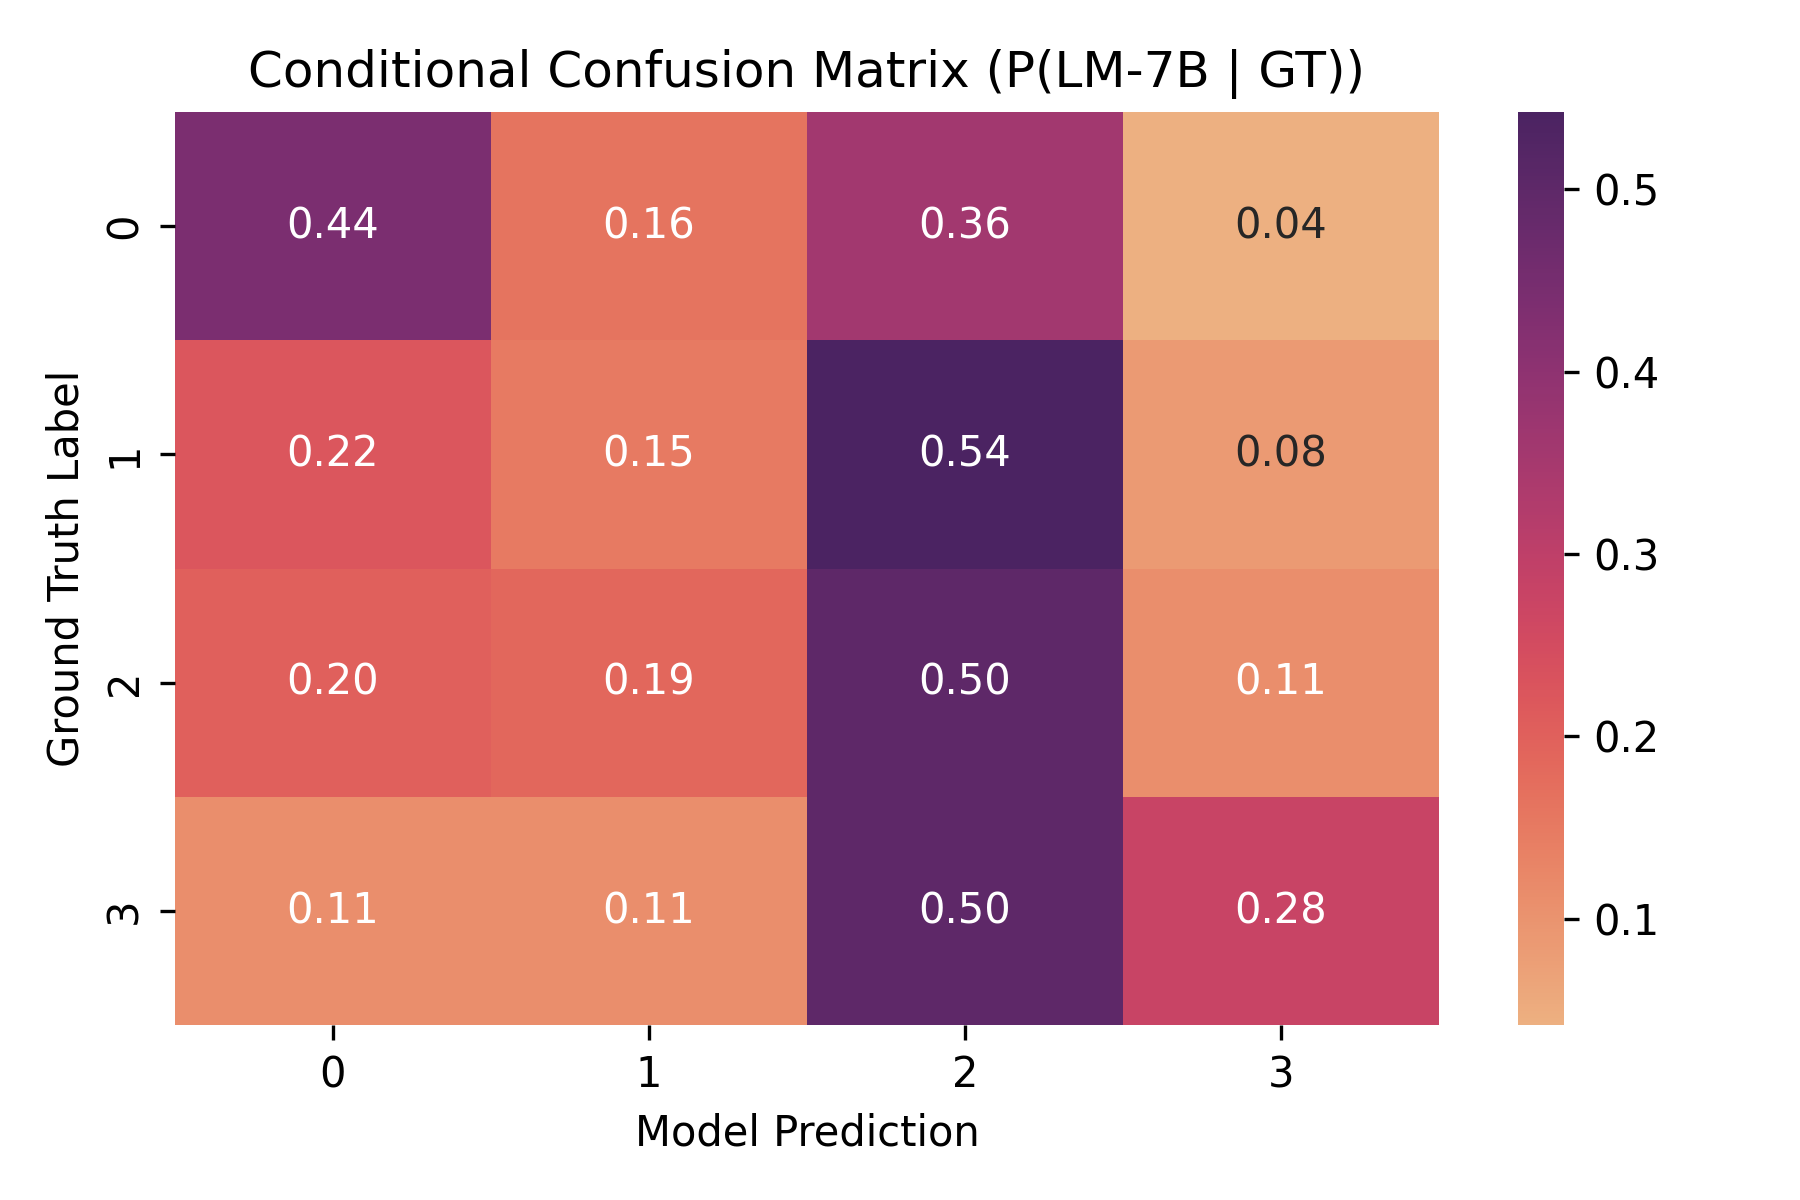 Conditional Confusion Matrix (P(LM-7B | GT))
Ground Truth Label
0
0.44 0.16 0.36 0.04
1
0.22 0.15 0.54 0.08
2
0.20 0.19 0.50 0.11
3
0.11 0.11 0.50 0.28
0 1 2 3
Model Prediction
0.5
0.4
0.3
0.2
0.1